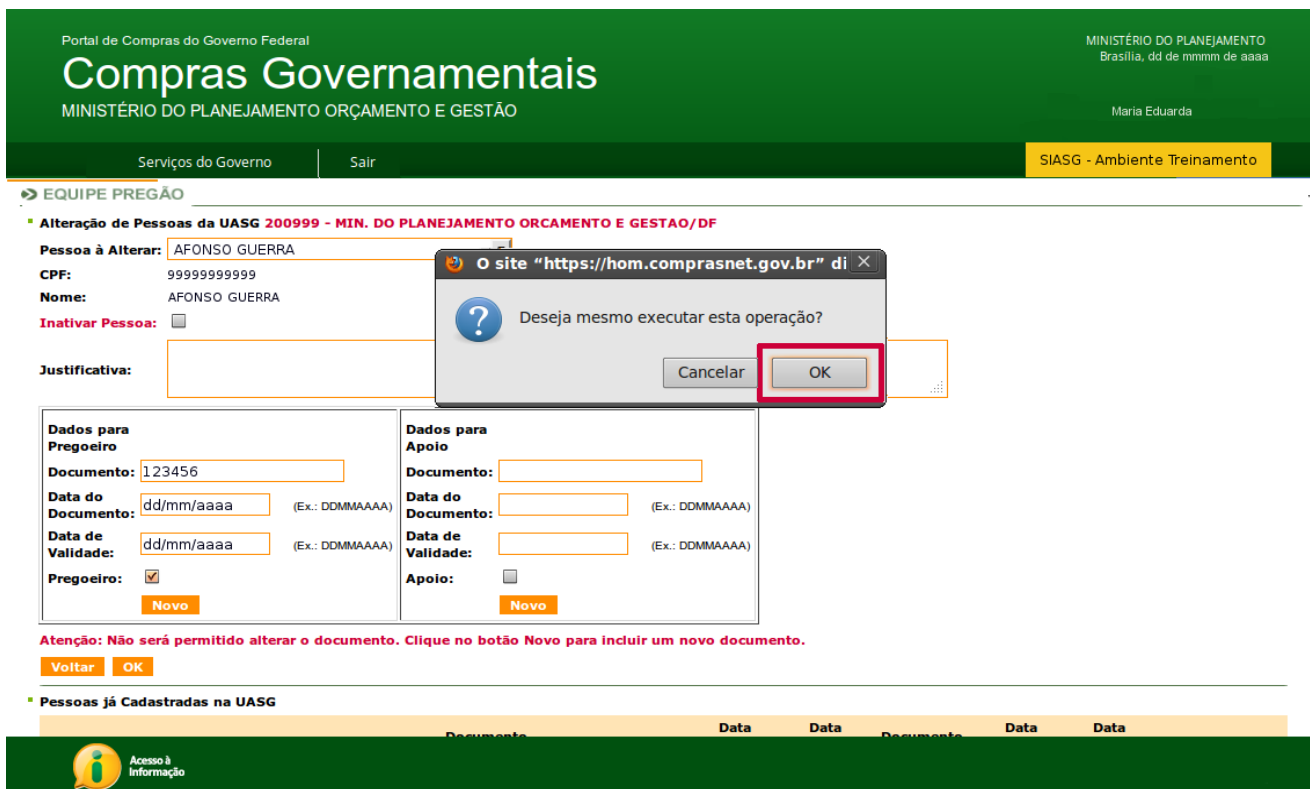 Portal de Compras do Governo Federal
Compras Governamentais
MINISTÉRIO DO PLANEJAMENTO ORÇAMENTO E GESTÃO
MINISTÉRIO DO PLANEJAMENTO
Brasília, dd de mmmm de aaaa
Maria Eduarda
Serviços do Governo
Sair
SIASG - Ambiente Treinamento
EQUIPE PREGÃO
Alteração de Pessoas da UASG 200999 - MIN. DO PLANEJAMENTO ORCAMENTO E GESTAO/DF
Pessoa à Alterar: AFONSO GUERRA
CPF: 99999999999
Nome: AFONSO GUERRA
Inativar Pessoa:
Justificativa:
O site “https://hom.comprasnet.gov.br” di
Deseja mesmo executar esta operação?
Cancelar
OK
Dados para
Pregoeiro
Documento: 123456
Data do
Documento: dd/mm/aaaa (Ex.: DDMMAAAA)
Data de
Validade: dd/mm/aaaa (Ex.: DDMMAAAA)
Pregoeiro:
Novo
Dados para
Apoio
Documento:
Data do
Documento: (Ex.: DDMMAAAA)
Data de
Validade: (Ex.: DDMMAAAA)
Apoio:
Novo
Atenção: Não será permitido alterar o documento. Clique no botão Novo para incluir um novo documento.
Voltar OK
Pessoas já Cadastradas na UASG
Documento Data Data Documento Data Data
Acesso à
Informação